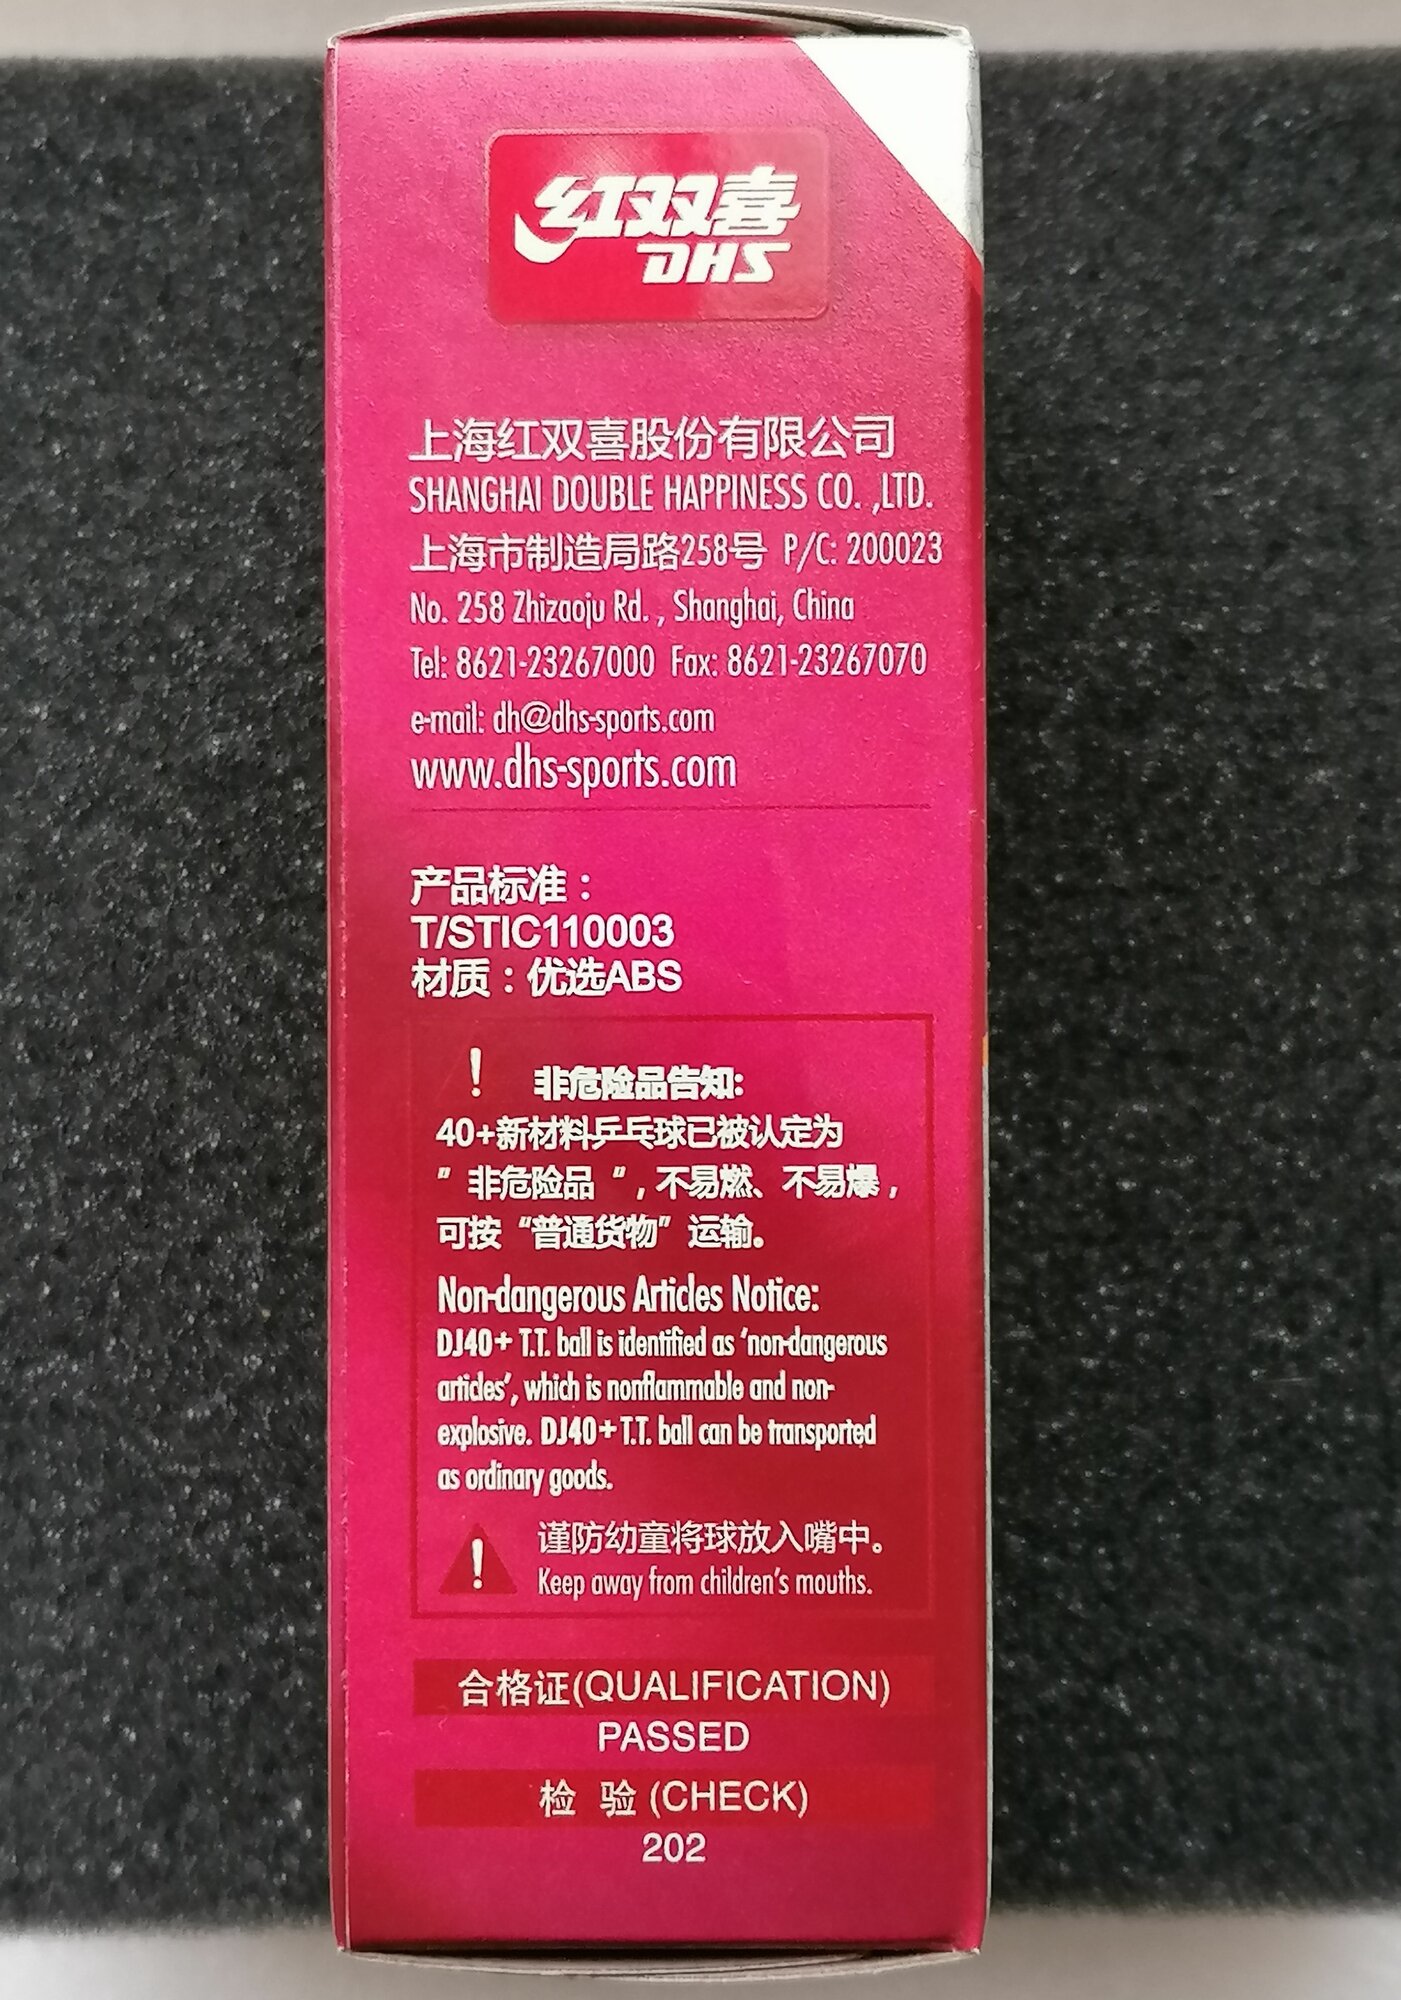 红双喜
DHS
上海红双喜股份有限公司
SHANGHAI DOUBLE HAPPINESS CO. ,LTD.
上海市制造局路258号 P/C: 200023
No. 258 Zhizaoju Rd. , Shanghai, China
Tel: 8621-23267000 Fax: 8621-23267070
e-mail: dh@dhs-sports.com
www.dhs-sports.com
产品标准：
T/STIC110003
材质：优选ABS
! 非危险品告知:
40+新材料乒乓球已被认定为
“ 非危险品 “ , 不易燃、不易爆 ,
可按 “普通货物” 运输。
Non-dangerous Articles Notice:
DJ40+ T.T. ball is identified as ‘non-dangerous
articles’, which is nonflammable and non-
explosive. DJ40+ T.T. ball can be transported
as ordinary goods.
! 谨防幼童将球放入嘴中。
Keep away from children’s mouths.
合格证(QUALIFICATION)
PASSED
检 验 (CHECK)
202